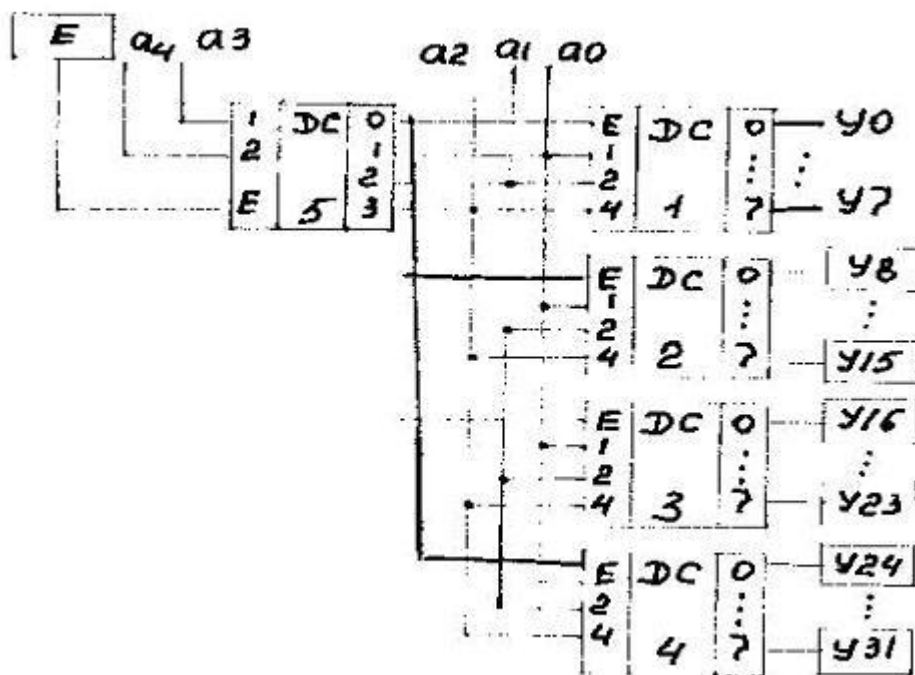 E a4 a3
a2 a1 a0
1 DC 0 E DC 0 y0
2 1 1
2 2
E 5 3 4 1 7 y7
E DC 0 y8
1
2
4 2 7 y15
E DC 0 y16
1
2
4 3 7 y23
E DC 0 y24
2
4 4 7 y31